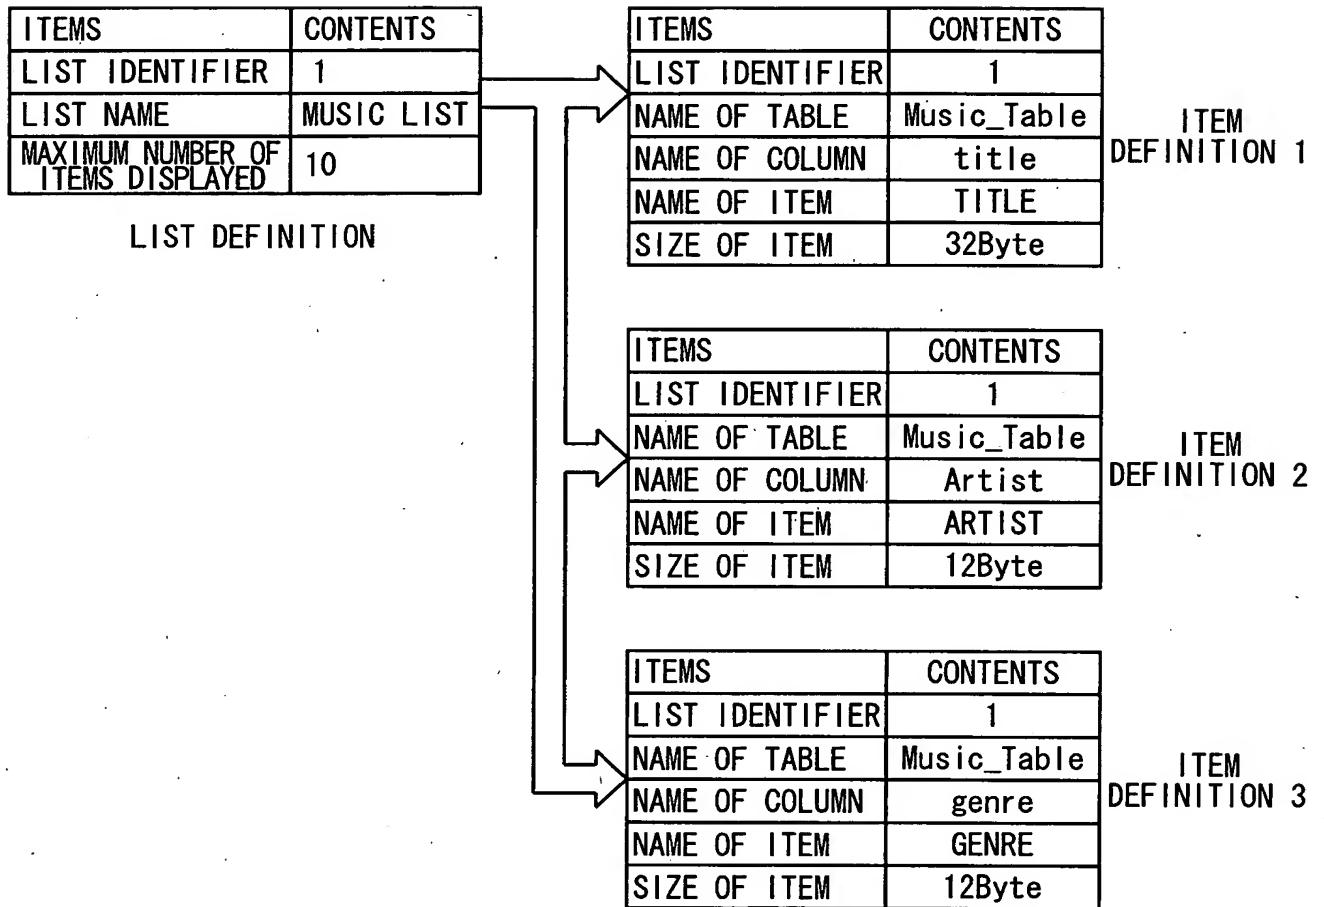 ITEMS CONTENTS
LIST IDENTIFIER 1
LIST NAME MUSIC LIST
MAXIMUM NUMBER OF
ITEMS DISPLAYED 10
LIST DEFINITION
ITEMS CONTENTS
LIST IDENTIFIER 1
NAME OF TABLE Music_Table
NAME OF COLUMN title
NAME OF ITEM TITLE
SIZE OF ITEM 32Byte
ITEM
DEFINITION 1
ITEMS CONTENTS
LIST IDENTIFIER 1
NAME OF TABLE Music_Table
NAME OF COLUMN Artist
NAME OF ITEM ARTIST
SIZE OF ITEM 12Byte
ITEM
DEFINITION 2
ITEMS CONTENTS
LIST IDENTIFIER 1
NAME OF TABLE Music_Table
NAME OF COLUMN genre
NAME OF ITEM GENRE
SIZE OF ITEM 12Byte
ITEM
DEFINITION 3